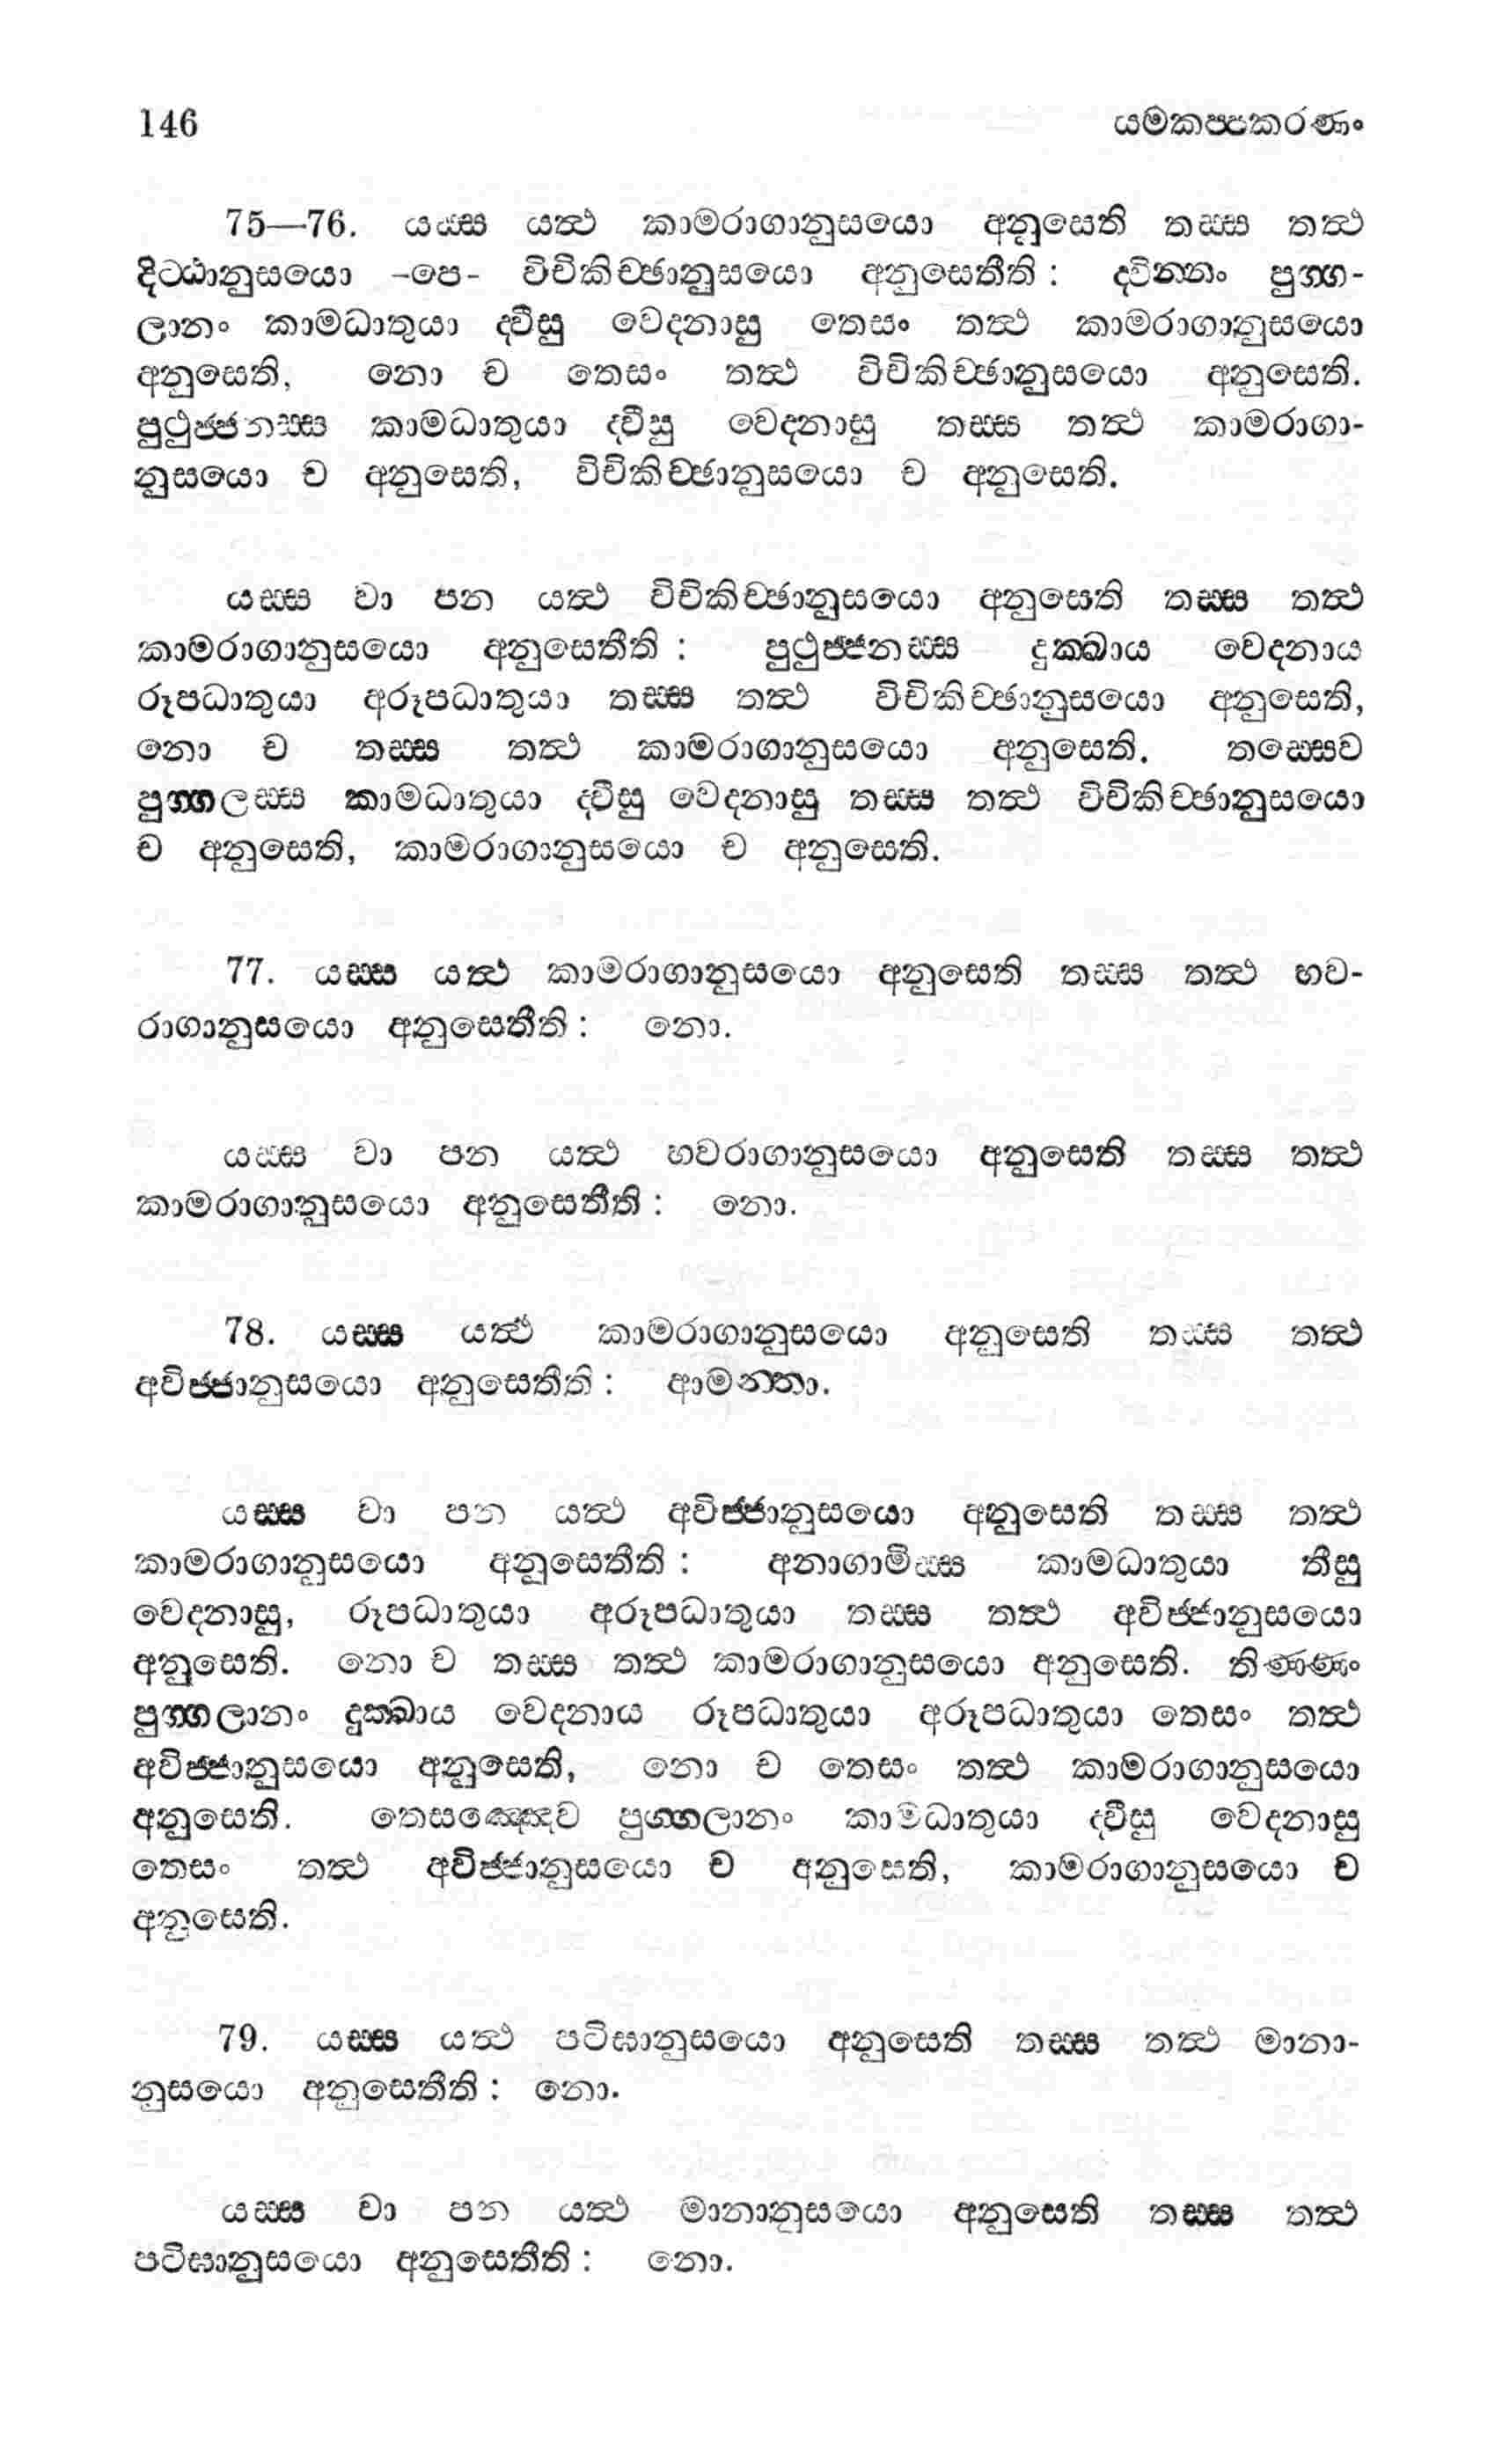 146 යමකප්පකරණං
75—76. යස්ස යත්ථ කාමරාගානුසයො අනුසෙති තස්ස තත්ථ
දිට්ඨානුසයො -පෙ- විචිකිච්ඡානුසයො අනුසෙතීති : ද්වින්නං පුග්ග-
ලානං කාමධාතුයා ද්වීසු වෙදනාසු තෙසං තත්ථ කාමරාගානුසයො
අනුසෙති, නො ච තෙසං තත්ථ විචිකිච්ඡානුසයො අනුසෙති.
පුථුජ්ජනස්ස කාමධාතුයා ද්වීසු වෙදනාසු තස්ස තත්ථ කාමරාගා-
නුසයො ච අනුසෙති, විචිකිච්ඡානුසයො ච අනුසෙති.
යස්ස වා පන යත්ථ විචිකිච්ඡානුසයො අනුසෙති තස්ස තත්ථ
කාමරාගානුසයො අනුසෙතීති : පුථුජ්ජනස්ස දුක්ඛාය වෙදනාය
රූපධාතුයා අරූපධාතුයා තස්ස තත්ථ විචිකිච්ඡානුසයො අනුසෙති,
නො ච තස්ස තත්ථ කාමරාගානුසයො අනුසෙති. තස්සෙව
පුග්ගලස්ස කාමධාතුයා ද්වීසු වෙදනාසු තස්ස තත්ථ විචිකිච්ඡානුසයො
ච අනුසෙති, කාමරාගානුසයො ච අනුසෙති.
77. යස්ස යත්ථ කාමරාගානුසයො අනුසෙති තස්ස තත්ථ භව-
රාගානුසයො අනුසෙතීති : නො.
යස්ස වා පන යත්ථ භවරාගානුසයො අනුසෙති තස්ස තත්ථ
කාමරාගානුසයො අනුසෙතීති : නො.
78. යස්ස යත්ථ කාමරාගානුසයො අනුසෙති තස්ස තත්ථ
අවිජ්ජානුසයො අනුසෙතීති : ආමන්තා.
යස්ස වා පන යත්ථ අවිජ්ජානුසයො අනුසෙති තස්ස තත්ථ
කාමරාගානුසයො අනුසෙතීති : අනාගාමිස්ස කාමධාතුයා තීසු
වෙදනාසු, රූපධාතුයා අරූපධාතුයා තස්ස තත්ථ අවිජ්ජානුසයො
අනුසෙති. නො ච තස්ස තත්ථ කාමරාගානුසයො අනුසෙති. තිණ්ණං
පුග්ගලානං දුක්ඛාය වෙදනාය රූපධාතුයා අරූපධාතුයා තෙසං තත්ථ
අවිජ්ජානුසයො අනුසෙති, නො ච තෙසං තත්ථ කාමරාගානුසයො
අනුසෙති. තෙසඤ්ඤෙව පුග්ගලානං කාමධාතුයා ද්වීසු වෙදනාසු
තෙසං තත්ථ අවිජ්ජානුසයො ච අනුසෙති, කාමරාගානුසයො ච
අනුසෙති.
79. යස්ස යත්ථ පටිඝානුසයො අනුසෙති තස්ස තත්ථ මානා-
නුසයො අනුසෙතීති : නො.
යස්ස වා පන යත්ථ මානානුසයො අනුසෙති තස්ස තත්ථ
පටිඝානුසයො අනුසෙතීති : නො.